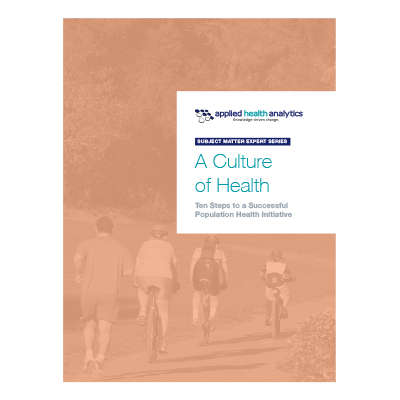 applied health analytics
Knowledge-driven change.
SUBJECT MATTER EXPERT SERIES
A Culture
of Health
Ten Steps to a Successful
Population Health Initiative